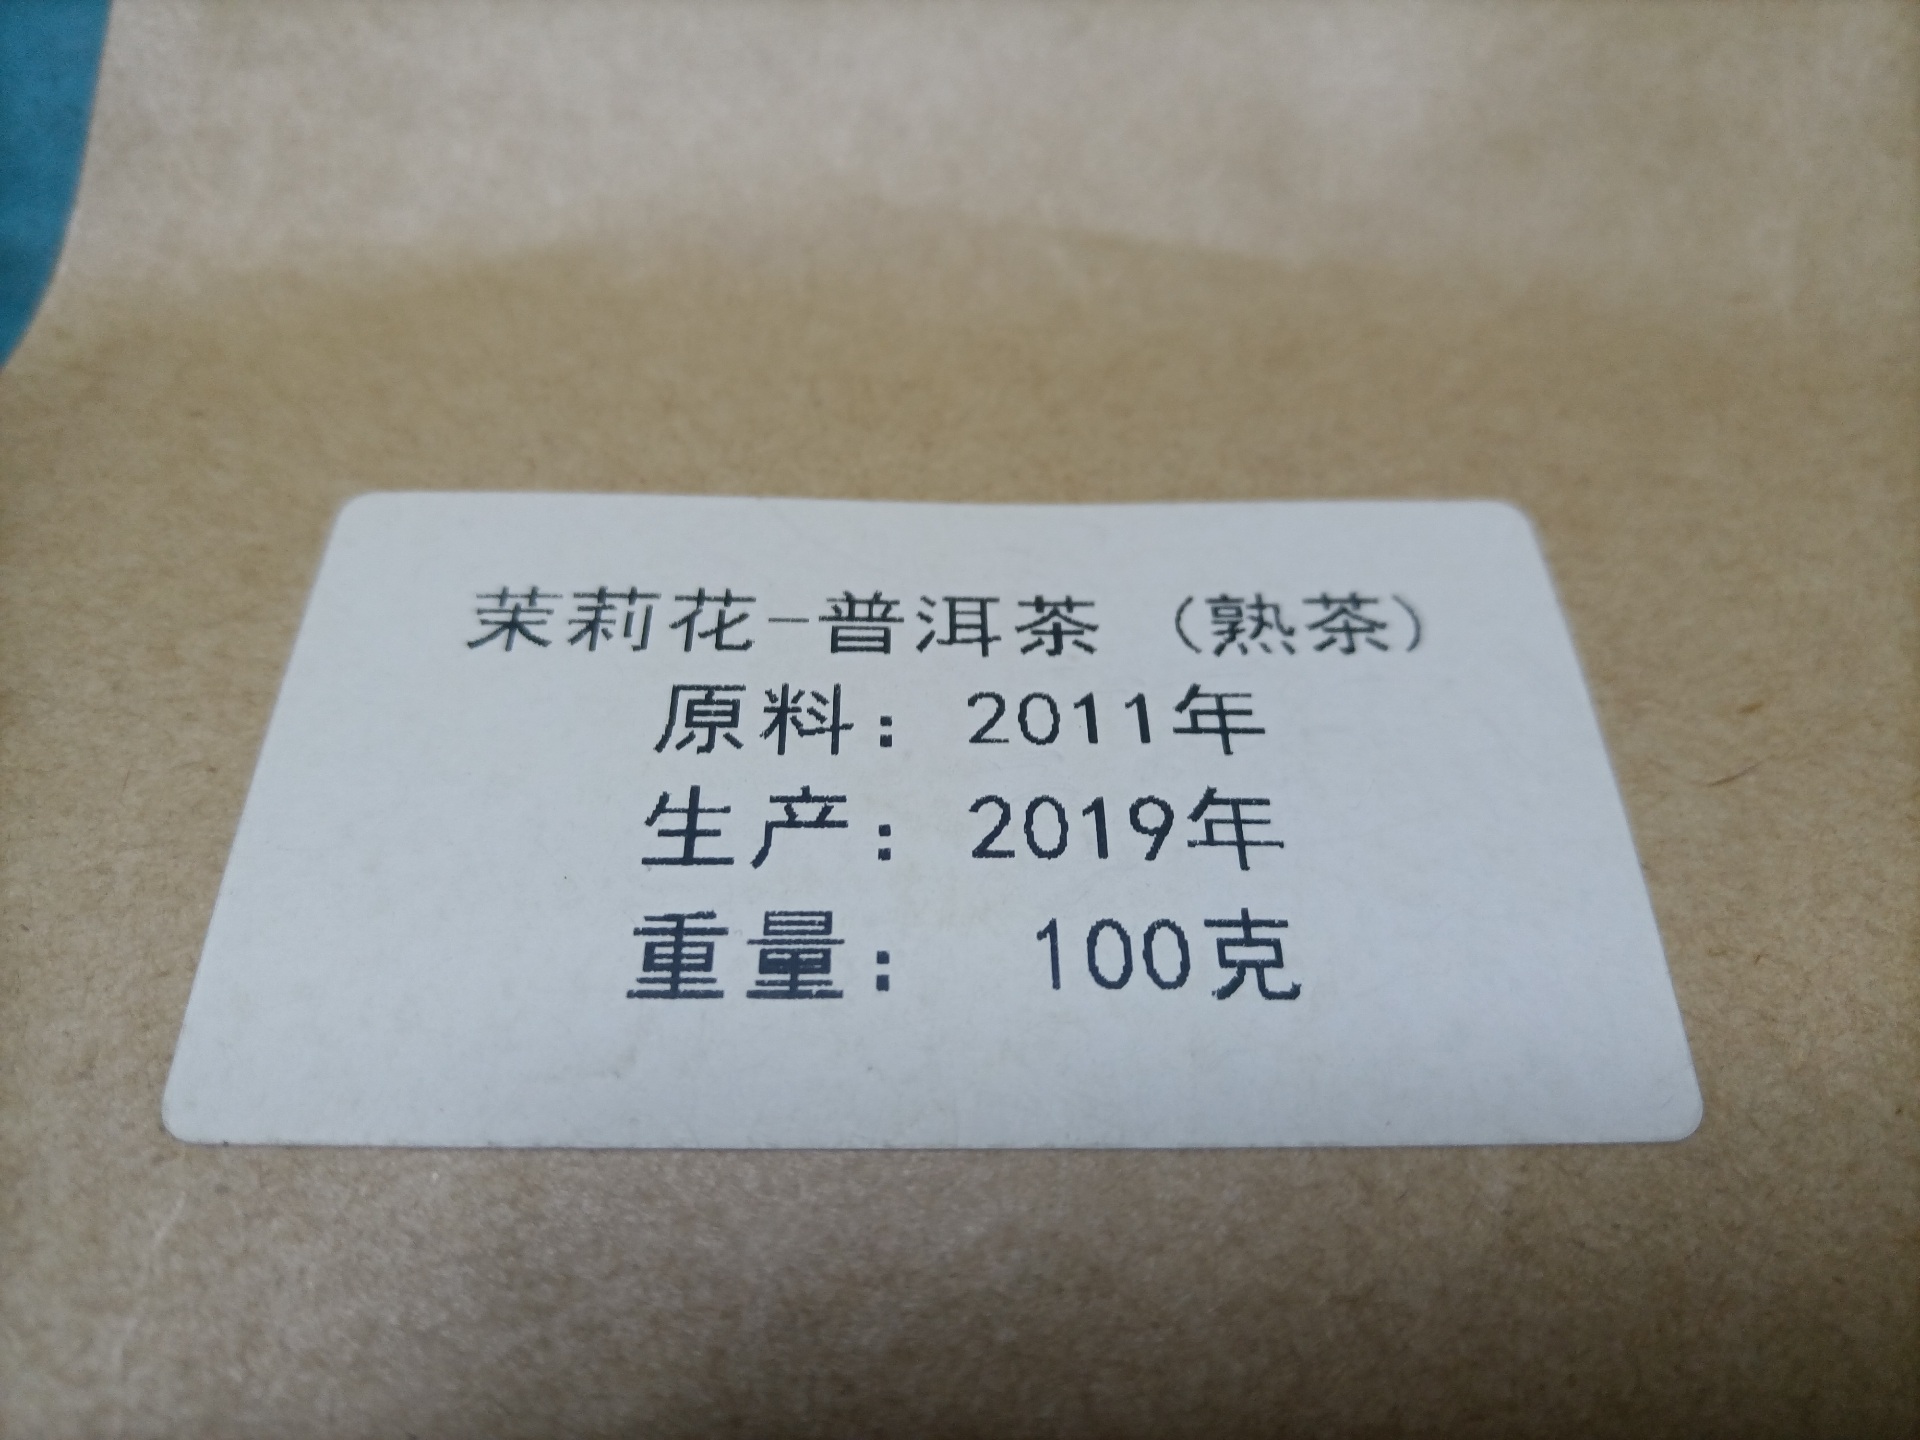 茉莉花-普洱茶（熟茶）
原料：2011年
生产：2019年
重量： 100克